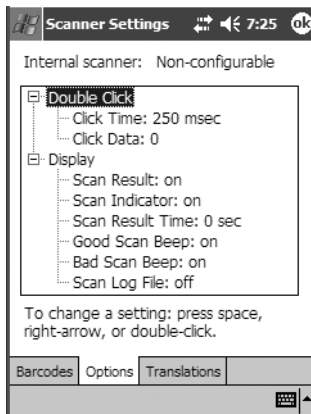 Scanner Settings 7:25 ok
Internal scanner: Non-configurable
Double Click
Click Time: 250 msec
Click Data: 0
Display
Scan Result: on
Scan Indicator: on
Scan Result Time: 0 sec
Good Scan Beep: on
Bad Scan Beep: on
Scan Log File: off
To change a setting: press space,
right-arrow, or double-click.
Barcodes Options Translations